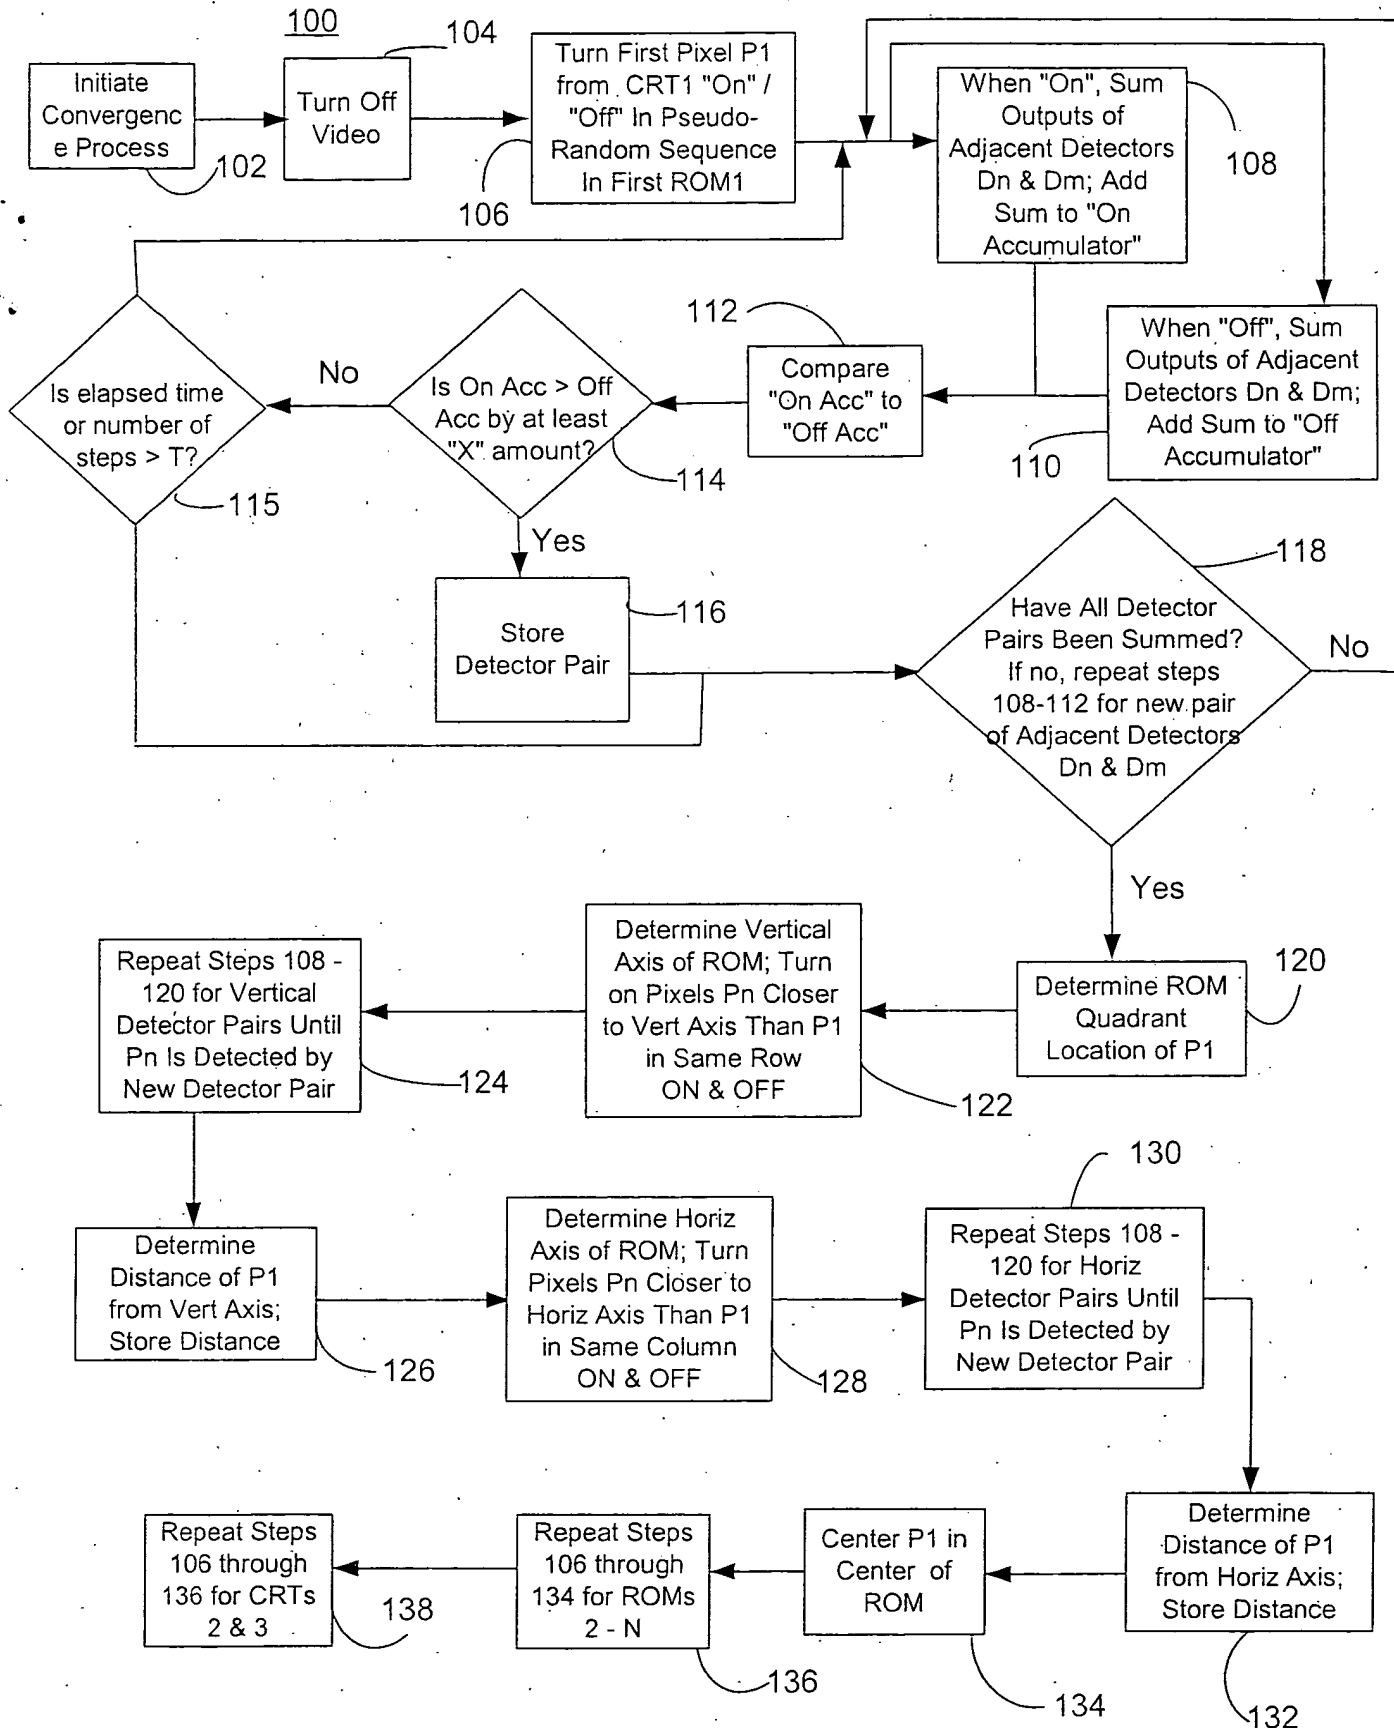 100
104
Initiate
Convergenc
e Process
102
Turn Off
Video
Turn First Pixel P1
from CRT1 "On" /
"Off" In Pseudo-
Random Sequence
In First ROM1
106
When "On", Sum
Outputs of
Adjacent Detectors
Dn & Dm; Add
Sum to "On
Accumulator"
108
When "Off", Sum
Outputs of Adjacent
Detectors Dn & Dm;
Add Sum to "Off
Accumulator"
110
112
Compare
"On Acc" to
"Off Acc"
Is On Acc > Off
Acc by at least
"X" amount?
114
No
Is elapsed time
or number of
steps > T?
115
Yes
Store
Detector Pair
116
118
Have All Detector
Pairs Been Summed?
If no, repeat steps
108-112 for new pair
of Adjacent Detectors
Dn & Dm
No
Yes
Determine ROM
Quadrant
Location of P1
120
Determine Vertical
Axis of ROM; Turn
on Pixels Pn Closer
to Vert Axis Than P1
in Same Row
ON & OFF
122
Repeat Steps 108 -
120 for Vertical
Detector Pairs Until
Pn Is Detected by
New Detector Pair
124
Determine
Distance of P1
from Vert Axis;
Store Distance
126
Determine Horiz
Axis of ROM; Turn
Pixels Pn Closer to
Horiz Axis Than P1
in Same Column
ON & OFF
128
130
Repeat Steps 108 -
120 for Horiz
Detector Pairs Until
Pn Is Detected by
New Detector Pair
Determine
Distance of P1
from Horiz Axis;
Store Distance
132
Center P1 in
Center of
ROM
134
Repeat Steps
106 through
134 for ROMs
2 - N
136
Repeat Steps
106 through
136 for CRTs
2 & 3
138